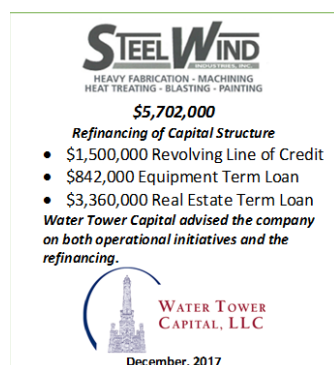 STEELWIND
INDUSTRIES, INC.
HEAVY FABRICATION - MACHINING
HEAT TREATING - BLASTING - PAINTING
$5,702,000
Refinancing of Capital Structure
• $1,500,000 Revolving Line of Credit
• $842,000 Equipment Term Loan
• $3,360,000 Real Estate Term Loan
Water Tower Capital advised the company
on both operational initiatives and the
refinancing.
WATER TOWER
CAPITAL, LLC
December, 2017